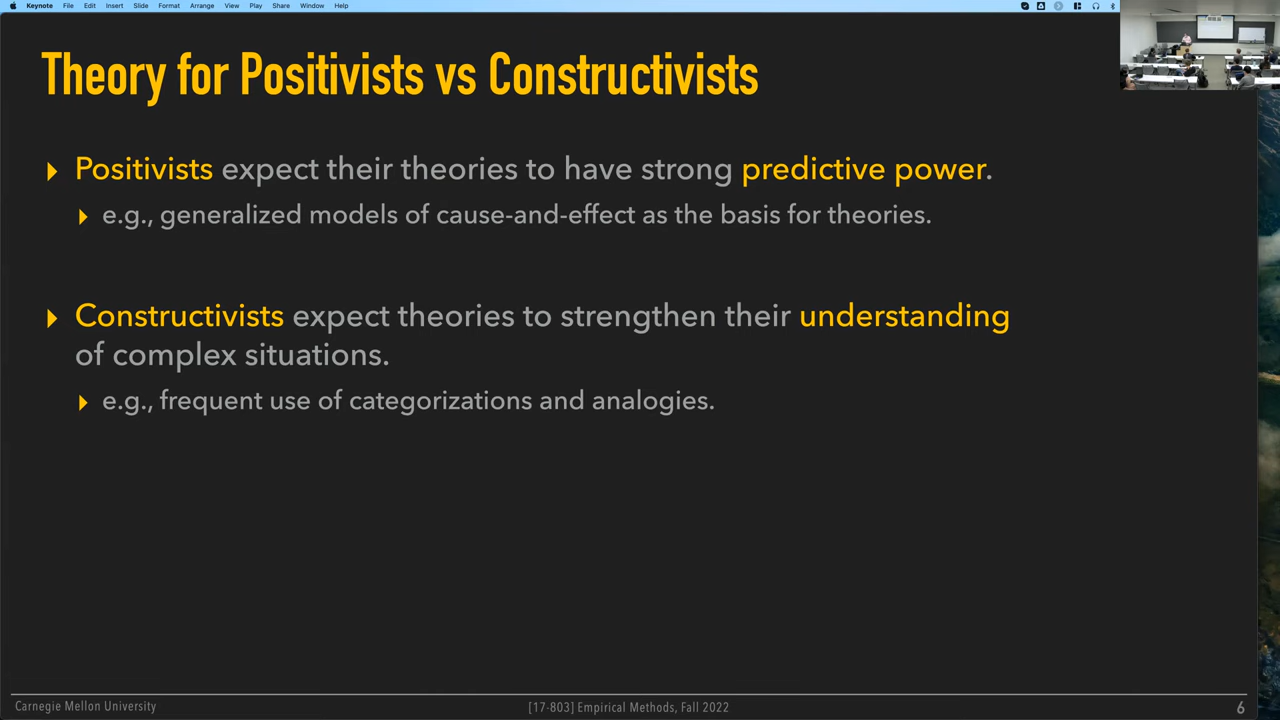 Keynote File Edit Insert Slide Format Arrange View Play Share Window Help
Theory for Positivists vs Constructivists
Positivists expect their theories to have strong predictive power.
e.g., generalized models of cause-and-effect as the basis for theories.
Constructivists expect theories to strengthen their understanding
of complex situations.
e.g., frequent use of categorizations and analogies.
Carnegie Mellon University [17-803] Empirical Methods, Fall 2022 6